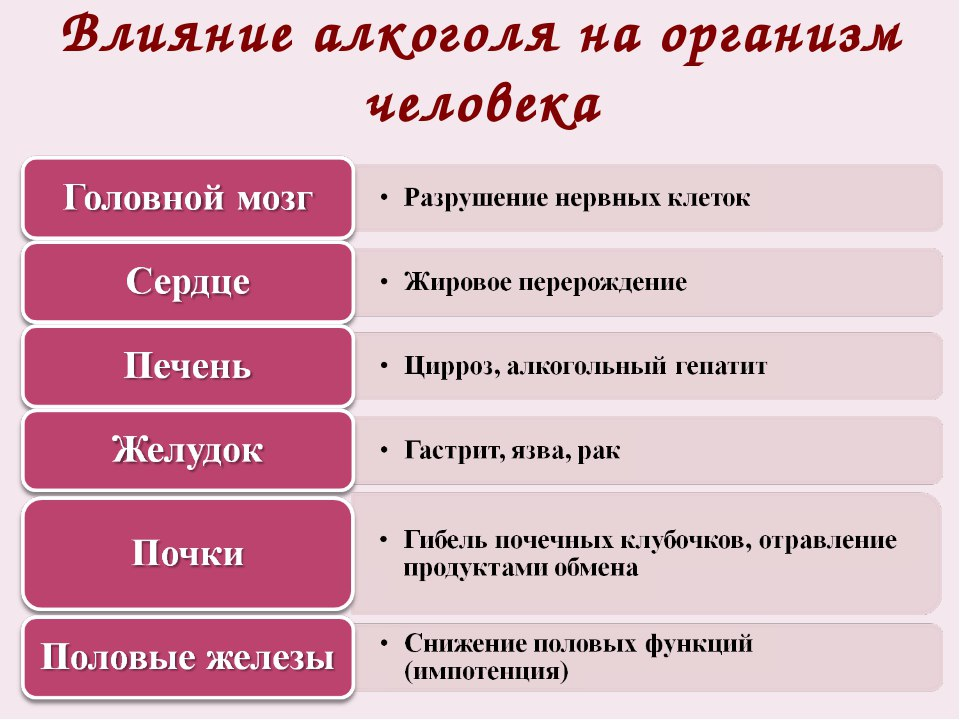 Влияние алкоголя на организм
человека
Головной мозг
• Разрушение нервных клеток
Сердце
• Жировое перерождение
Печень
• Цирроз, алкогольный гепатит
Желудок
• Гастрит, язва, рак
Почки
• Гибель почечных клубочков, отравление
продуктами обмена
Половые железы
• Снижение половых функций
(импотенция)